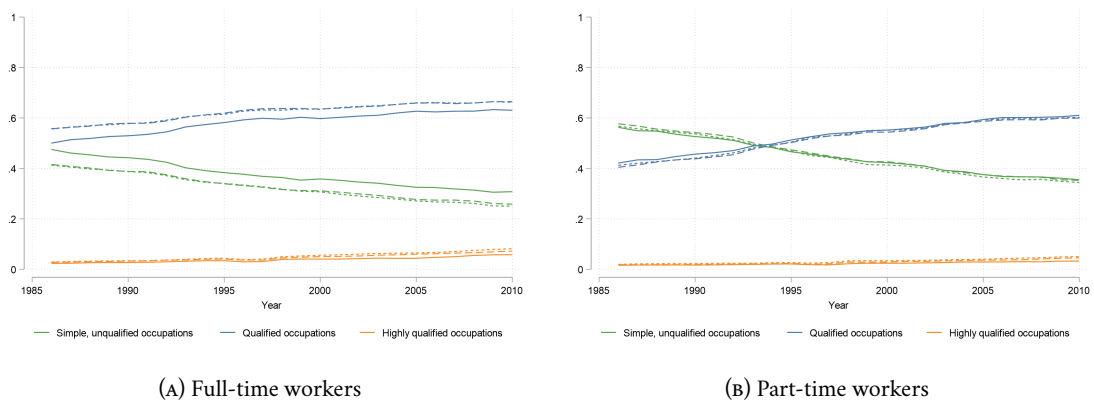 1
.8
.6
.4
.2
0
1985 1990 1995 2000 2005 2010
Year
Simple, unqualified occupations Qualified occupations Highly qualified occupations
(A) Full-time workers
1
.8
.6
.4
.2
0
1985 1990 1995 2000 2005 2010
Year
Simple, unqualified occupations Qualified occupations Highly qualified occupations
(B) Part-time workers